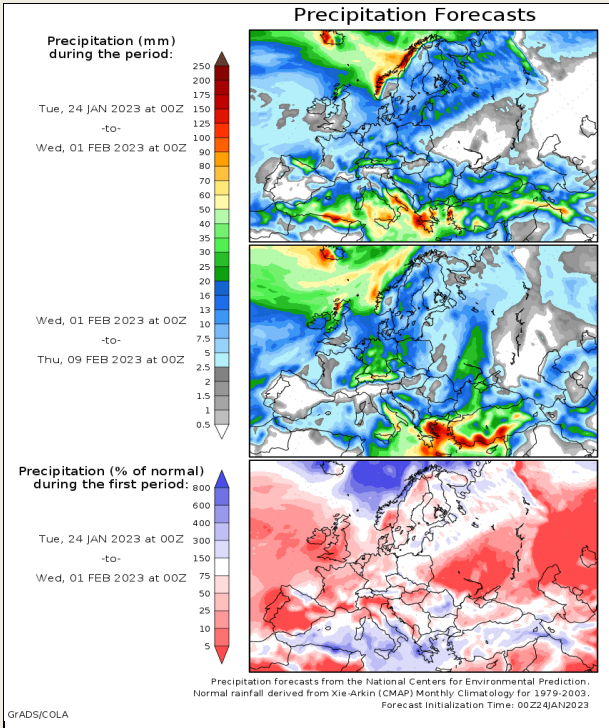 Precipitation Forecasts
Precipitation (mm)
during the period:
Tue, 24 JAN 2023 at 00Z
-to-
Wed, 01 FEB 2023 at 00Z
250
200
175
150
125
100
90
80
70
60
50
40
35
30
25
20
16
13
10
7.5
5
2.5
2
1.5
1
0.5
Wed, 01 FEB 2023 at 00Z
-to-
Thu, 09 FEB 2023 at 00Z
Precipitation (% of normal)
during the first period:
Tue, 24 JAN 2023 at 00Z
-to-
Wed, 01 FEB 2023 at 00Z
800
600
400
300
150
75
50
25
10
5
Precipitation forecasts from the National Centers for Environmental Prediction.
Normal rainfall derived from Xie-Arkin (CMAP) Monthly Climatology for 1979-2003.
Forecast Initialization Time: 00Z24JAN2023
GrADS/COLA